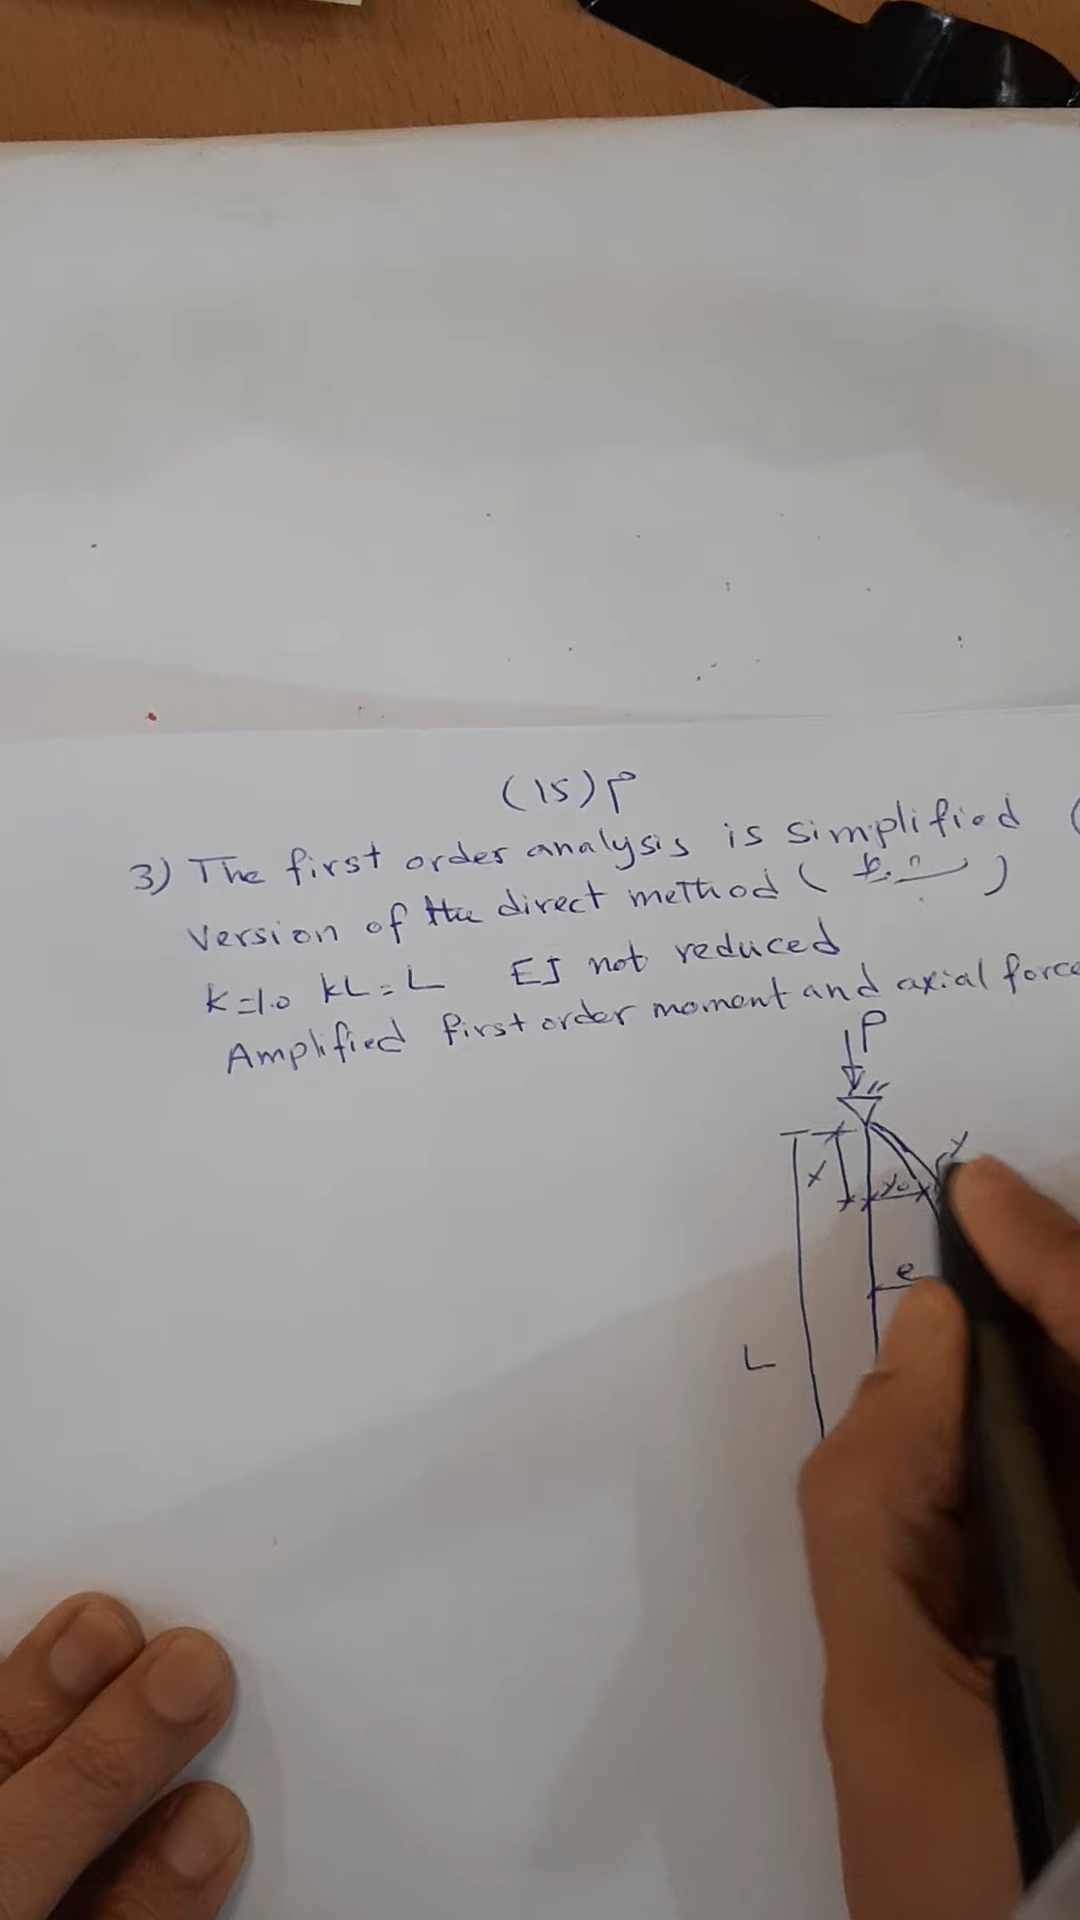 (15) م
3) The first order analysis is simplified (
version of the direct method ( )
K=1.0 KL=L EI not reduced
Amplified first order moment and axial force
P
x
y0
y
e
L